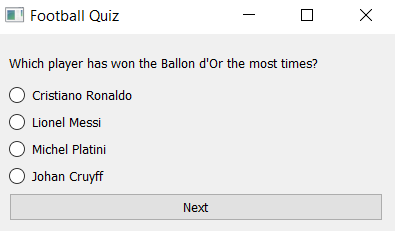 Football Quiz
Which player has won the Ballon d'Or the most times?
Cristiano Ronaldo
Lionel Messi
Michel Platini
Johan Cruyff
Next